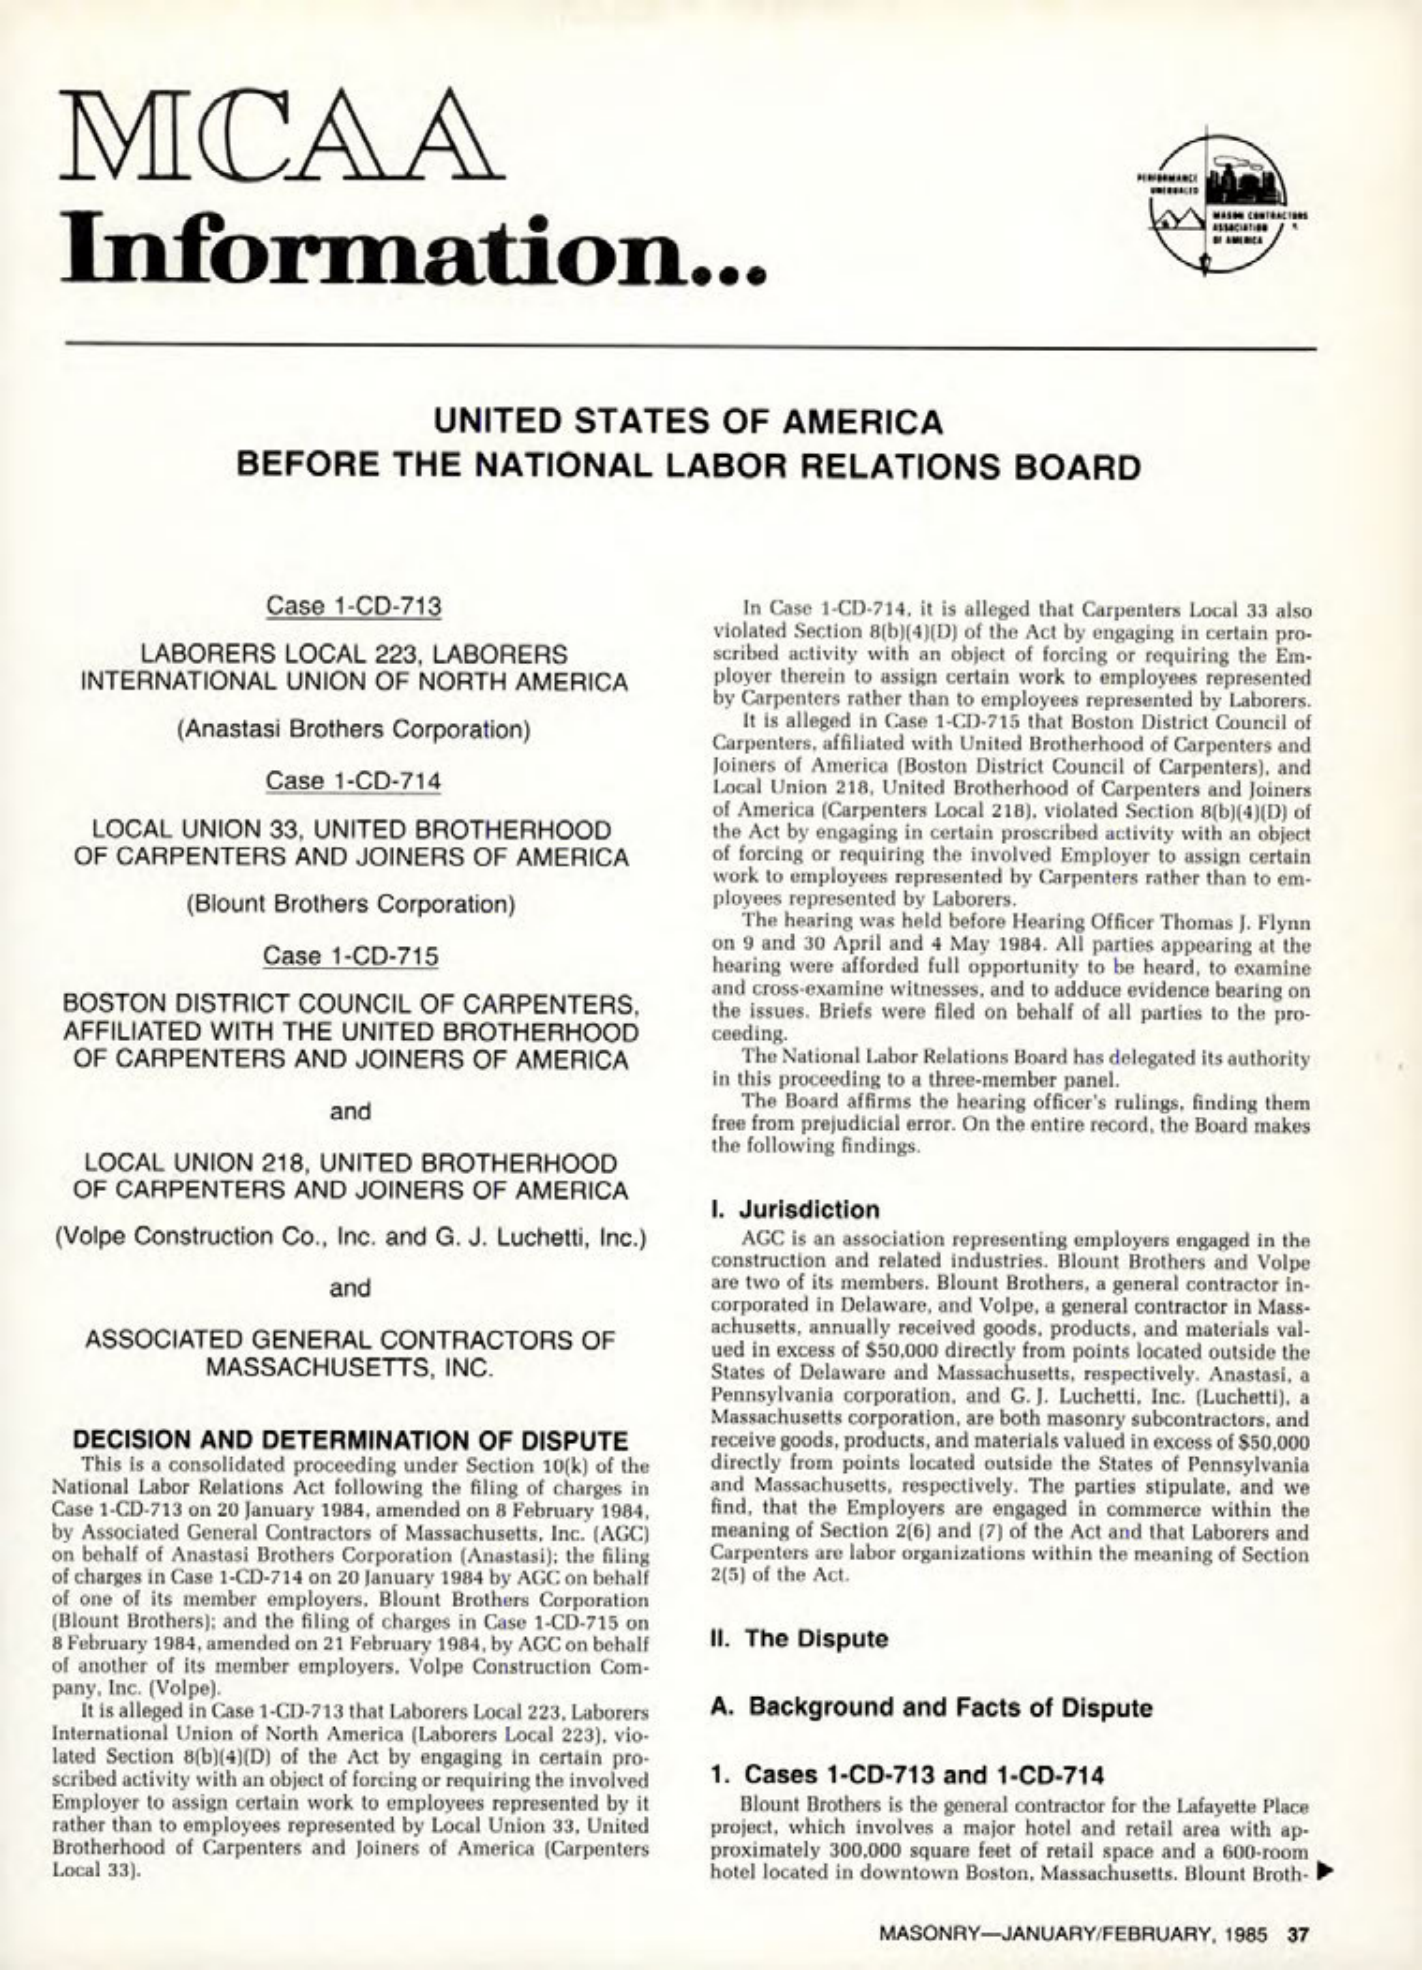 MCAA
Information...
PERFORMANCE
UNEQUALED
MASON CONTRACTORS
ASSOCIATION
OF AMERICA
UNITED STATES OF AMERICA
BEFORE THE NATIONAL LABOR RELATIONS BOARD
Case 1-CD-713
LABORERS LOCAL 223, LABORERS
INTERNATIONAL UNION OF NORTH AMERICA
(Anastasi Brothers Corporation)
Case 1-CD-714
LOCAL UNION 33, UNITED BROTHERHOOD
OF CARPENTERS AND JOINERS OF AMERICA
(Blount Brothers Corporation)
Case 1-CD-715
BOSTON DISTRICT COUNCIL OF CARPENTERS,
AFFILIATED WITH THE UNITED BROTHERHOOD
OF CARPENTERS AND JOINERS OF AMERICA
and
LOCAL UNION 218, UNITED BROTHERHOOD
OF CARPENTERS AND JOINERS OF AMERICA
(Volpe Construction Co., Inc. and G. J. Luchetti, Inc.)
and
ASSOCIATED GENERAL CONTRACTORS OF
MASSACHUSETTS, INC.
DECISION AND DETERMINATION OF DISPUTE
This is a consolidated proceeding under Section 10(k) of the
National Labor Relations Act following the filing of charges in
Case 1-CD-713 on 20 January 1984, amended on 8 February 1984,
by Associated General Contractors of Massachusetts, Inc. (AGC)
on behalf of Anastasi Brothers Corporation (Anastasi); the filing
of charges in Case 1-CD-714 on 20 January 1984 by AGC on behalf
of one of its member employers, Blount Brothers Corporation
(Blount Brothers); and the filing of charges in Case 1-CD-715 on
8 February 1984, amended on 21 February 1984, by AGC on behalf
of another of its member employers, Volpe Construction Com-
pany, Inc. (Volpe).
It is alleged in Case 1-CD-713 that Laborers Local 223, Laborers
International Union of North America (Laborers Local 223), vio-
lated Section 8(b)(4)(D) of the Act by engaging in certain pro-
scribed activity with an object of forcing or requiring the involved
Employer to assign certain work to employees represented by it
rather than to employees represented by Local Union 33, United
Brotherhood of Carpenters and Joiners of America (Carpenters
Local 33).
In Case 1-CD-714, it is alleged that Carpenters Local 33 also
violated Section 8(b)(4)(D) of the Act by engaging in certain pro-
scribed activity with an object of forcing or requiring the Em-
ployer therein to assign certain work to employees represented
by Carpenters rather than to employees represented by Laborers.
It is alleged in Case 1-CD-715 that Boston District Council of
Carpenters, affiliated with United Brotherhood of Carpenters and
Joiners of America (Boston District Council of Carpenters), and
Local Union 218, United Brotherhood of Carpenters and Joiners
of America (Carpenters Local 218), violated Section 8(b)(4)(D) of
the Act by engaging in certain proscribed activity with an object
of forcing or requiring the involved Employer to assign certain
work to employees represented by Carpenters rather than to em-
ployees represented by Laborers.
The hearing was held before Hearing Officer Thomas J. Flynn
on 9 and 30 April and 4 May 1984. All parties appearing at the
hearing were afforded full opportunity to be heard, to examine
and cross-examine witnesses, and to adduce evidence bearing on
the issues. Briefs were filed on behalf of all parties to the pro-
ceeding.
The National Labor Relations Board has delegated its authority
in this proceeding to a three-member panel.
The Board affirms the hearing officer's rulings, finding them
free from prejudicial error. On the entire record, the Board makes
the following findings.
I. Jurisdiction
AGC is an association representing employers engaged in the
construction and related industries. Blount Brothers and Volpe
are two of its members. Blount Brothers, a general contractor in-
corporated in Delaware, and Volpe, a general contractor in Mass-
achusetts, annually received goods, products, and materials val-
ued in excess of $50,000 directly from points located outside the
States of Delaware and Massachusetts, respectively. Anastasi, a
Pennsylvania corporation, and G. J. Luchetti, Inc. (Luchetti), a
Massachusetts corporation, are both masonry subcontractors, and
receive goods, products, and materials valued in excess of $50,000
directly from points located outside the States of Pennsylvania
and Massachusetts, respectively. The parties stipulate, and we
find, that the Employers are engaged in commerce within the
meaning of Section 2(6) and (7) of the Act and that Laborers and
Carpenters are labor organizations within the meaning of Section
2(5) of the Act.
II. The Dispute
A. Background and Facts of Dispute
1. Cases 1-CD-713 and 1-CD-714
Blount Brothers is the general contractor for the Lafayette Place
project, which involves a major hotel and retail area with ap-
proximately 300,000 square feet of retail space and a 600-room
hotel located in downtown Boston, Massachusetts. Blount Broth-
MASONRY—JANUARY/FEBRUARY, 1985 37